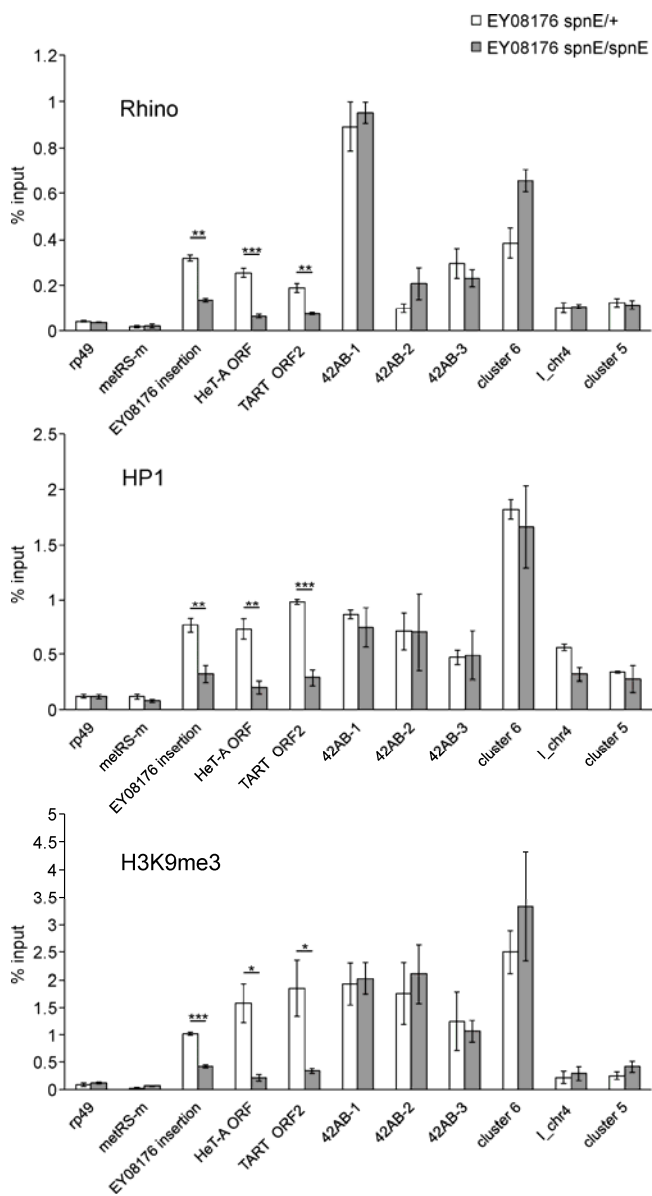 EY08176 spnE/+
EY08176 spnE/spnE
Rhino
% input
1.2
1
0.8
0.6
0.4
0.2
0
** *** **
rp49 metRS-m EY08176 insertion HeT-A ORF TART ORF2 42AB-1 42AB-2 42AB-3 cluster 6 I_chr4 cluster 5
HP1
% input
2.5
2
1.5
1
0.5
0
** ** ***
rp49 metRS-m EY08176 insertion HeT-A ORF TART ORF2 42AB-1 42AB-2 42AB-3 cluster 6 I_chr4 cluster 5
H3K9me3
% input
5
4.5
4
3.5
3
2.5
2
1.5
1
0.5
0
*** * *
rp49 metRS-m EY08176 insertion HeT-A ORF TART ORF2 42AB-1 42AB-2 42AB-3 cluster 6 I_chr4 cluster 5